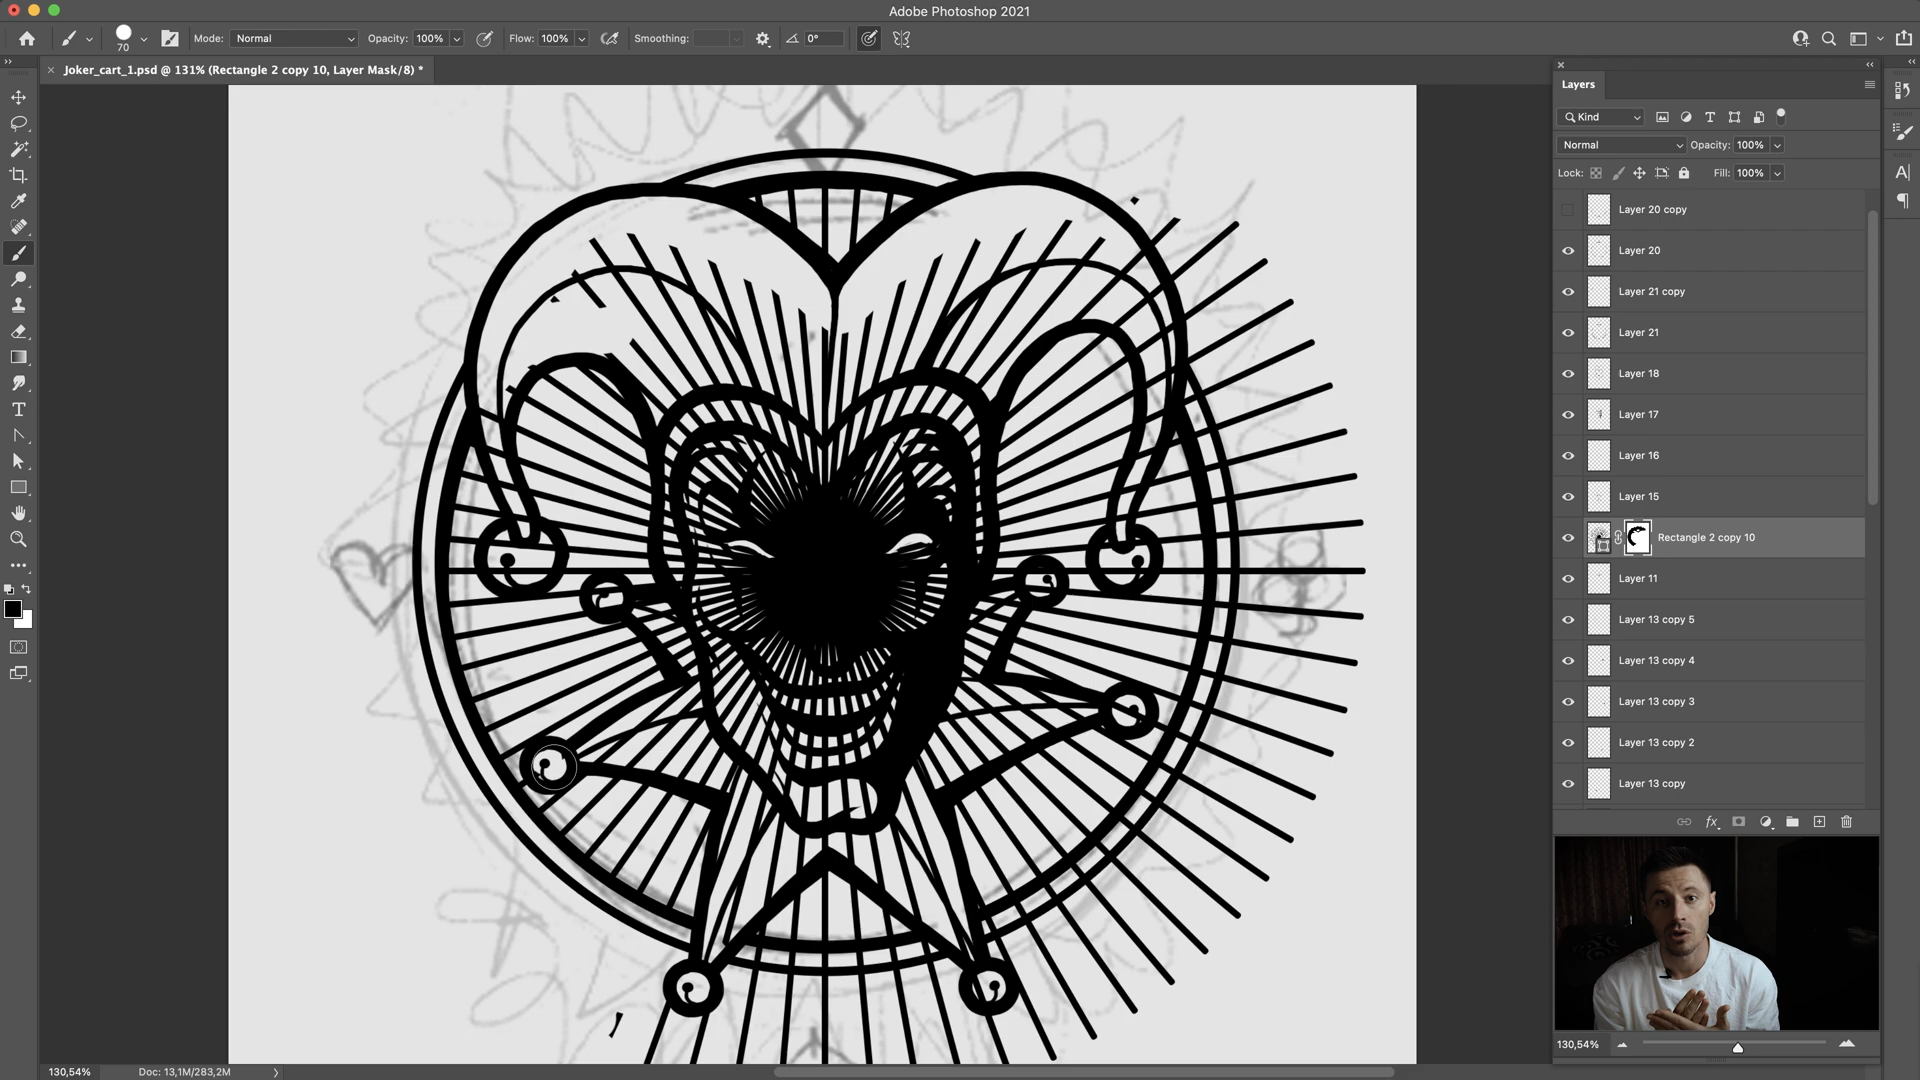 Adobe Photoshop 2021
70
Mode: Normal
Opacity: 100%
Flow: 100%
Smoothing:
0°
Joker_cart_1.psd @ 131% (Rectangle 2 copy 10, Layer Mask/8) *
Layers
Kind
Normal
Opacity: 100%
Lock:
Fill: 100%
Layer 20 copy
Layer 20
Layer 21 copy
Layer 21
Layer 18
Layer 17
Layer 16
Layer 15
Rectangle 2 copy 10
Layer 11
Layer 13 copy 5
Layer 13 copy 4
Layer 13 copy 3
Layer 13 copy 2
Layer 13 copy
fx
130,54%
130,54%
Doc: 13,1M/283,2M